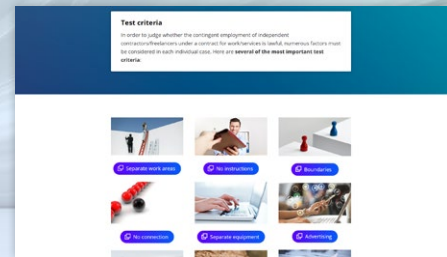 Test criteria
In order to judge whether the contingent employment of independent
contractors/freelancers under a contract for work/services is lawful, numerous factors must
be considered in each individual case. Here are several of the most important test
criteria:
Separate work areas
No instructions
Boundaries
No connection
Separate equipment
Advertising